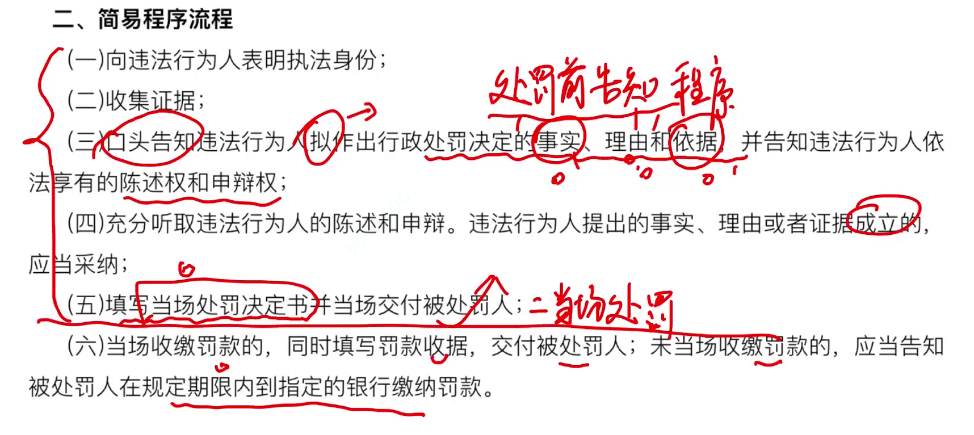 二、简易程序流程
(一)向违法行为人表明执法身份；
(二)收集证据；
处罚前告知程序
(三)口头告知违法行为人拟作出行政处罚决定的事实、理由和依据，并告知违法行为人依
法享有的陈述权和申辩权；
(四)充分听取违法行为人的陈述和申辩。违法行为人提出的事实、理由或者证据成立的，
应当采纳；
(五)填写当场处罚决定书并当场交付被处罚人；二当场处罚
(六)当场收缴罚款的，同时填写罚款收据，交付被处罚人；未当场收缴罚款的，应当告知
被处罚人在规定期限内到指定的银行缴纳罚款。